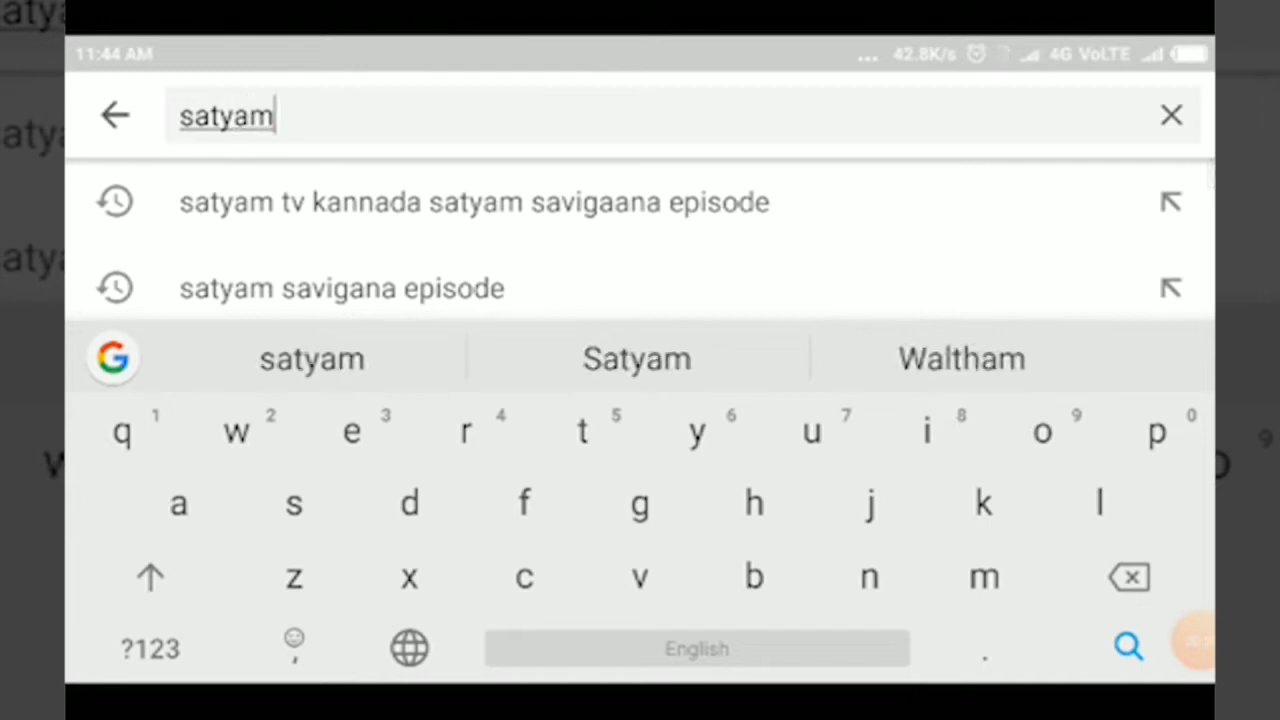 11:44 AM ... 42.8K/s 4G VoLTE
satyam
satyam tv kannada satyam savigaana episode
satyam savigana episode
G satyam Satyam Waltham
q 1 w 2 e 3 r 4 t 5 y 6 u 7 i 8 o 9 p 0
a s d f g h j k l
z x c v b n m
?123 , English .